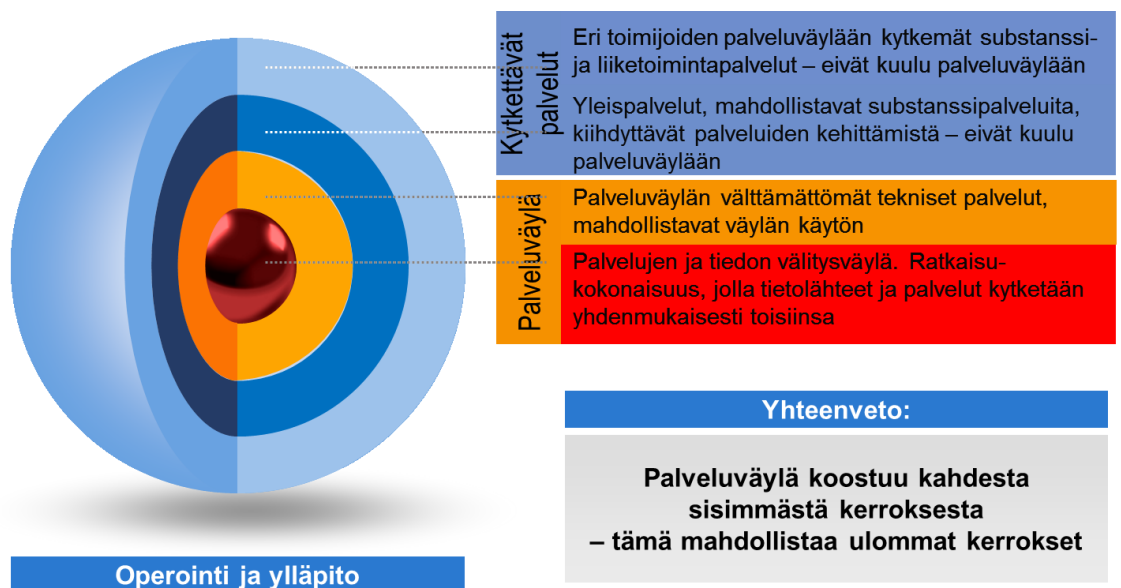 Kytkettävät
palvelut
Eri toimijoiden palveluväylään kytkemät substanssi-
ja liiketoimintapalvelut – eivät kuulu palveluväylään
Yleispalvelut, mahdollistavat substanssipalveluita,
kiihdyttävät palveluiden kehittämistä – eivät kuulu
palveluväylään
Palveluväylä
Palveluväylän välttämättömät tekniset palvelut,
mahdollistavat väylän käytön
Palvelujen ja tiedon välitysväylä. Ratkaisu-
kokonaisuus, jolla tietolähteet ja palvelut kytketään
yhdenmukaisesti toisiinsa
Yhteenveto:
Palveluväylä koostuu kahdesta
sisimmästä kerroksesta
– tämä mahdollistaa ulommat kerrokset
Operointi ja ylläpito